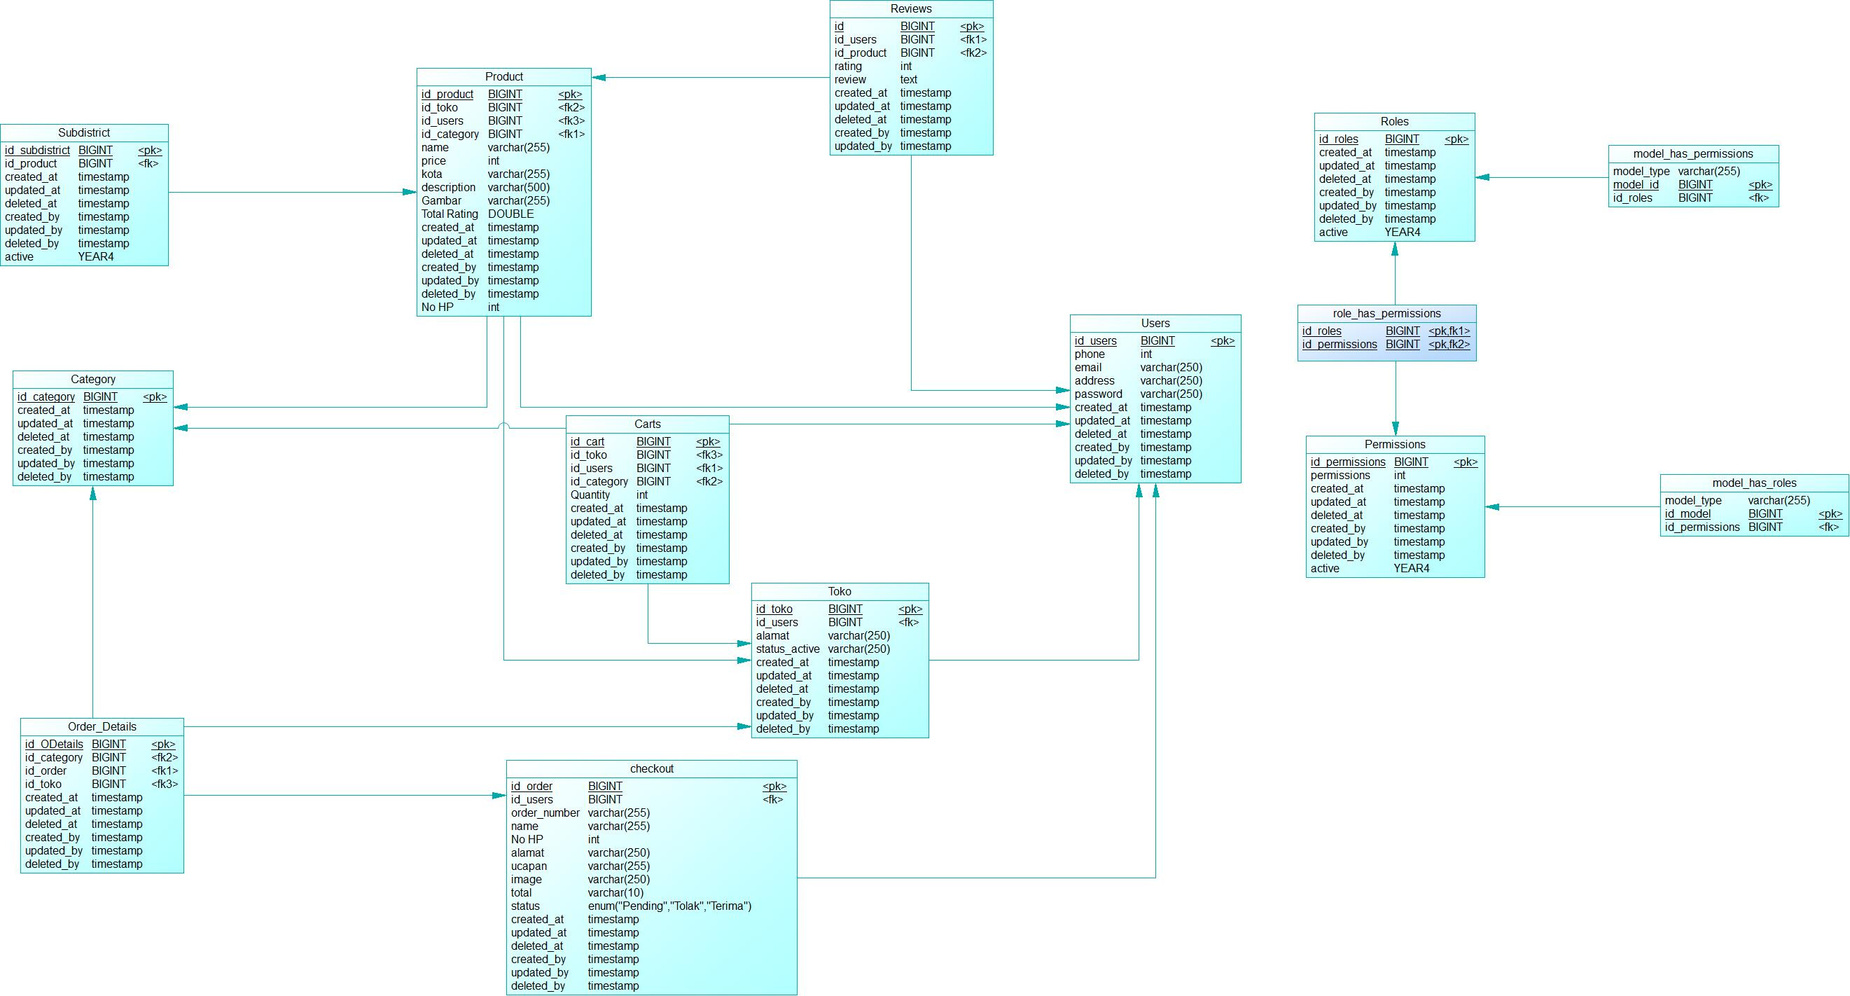 Reviews
id BIGINT <pk>
id_users BIGINT <fk1>
id_product BIGINT <fk2>
rating int
review text
created_at timestamp
updated_at timestamp
deleted_at timestamp
created_by timestamp
updated_by timestamp
Product
id_product BIGINT <pk>
id_toko BIGINT <fk2>
id_users BIGINT <fk3>
id_category BIGINT <fk1>
name varchar(255)
price int
kota varchar(255)
description varchar(500)
Gambar varchar(255)
Total Rating DOUBLE
created_at timestamp
updated_at timestamp
deleted_at timestamp
created_by timestamp
updated_by timestamp
deleted_by timestamp
No HP int
Subdistrict
id_subdistrict BIGINT <pk>
id_product BIGINT <fk>
created_at timestamp
updated_at timestamp
deleted_at timestamp
created_by timestamp
updated_by timestamp
deleted_by timestamp
active YEAR4
Roles
id_roles BIGINT <pk>
created_at timestamp
updated_at timestamp
deleted_at timestamp
created_by timestamp
updated_by timestamp
deleted_by timestamp
active YEAR4
model_has_permissions
model_type varchar(255)
model_id BIGINT <pk>
id_roles BIGINT <fk>
role_has_permissions
id_roles BIGINT <pk,fk1>
id_permissions BIGINT <pk,fk2>
Users
id_users BIGINT <pk>
phone int
email varchar(250)
address varchar(250)
password varchar(250)
created_at timestamp
updated_at timestamp
deleted_at timestamp
created_by timestamp
updated_by timestamp
deleted_by timestamp
Category
id_category BIGINT <pk>
created_at timestamp
updated_at timestamp
deleted_at timestamp
created_by timestamp
updated_by timestamp
deleted_by timestamp
Carts
id_cart BIGINT <pk>
id_toko BIGINT <fk3>
id_users BIGINT <fk1>
id_category BIGINT <fk2>
Quantity int
created_at timestamp
updated_at timestamp
deleted_at timestamp
created_by timestamp
updated_by timestamp
deleted_by timestamp
Permissions
id_permissions BIGINT <pk>
permissions int
created_at timestamp
updated_at timestamp
deleted_at timestamp
created_by timestamp
updated_by timestamp
deleted_by timestamp
active YEAR4
model_has_roles
model_type varchar(255)
id_model BIGINT <pk>
id_permissions BIGINT <fk>
Toko
id_toko BIGINT <pk>
id_users BIGINT <fk>
alamat varchar(250)
status_active varchar(250)
created_at timestamp
updated_at timestamp
deleted_at timestamp
created_by timestamp
updated_by timestamp
deleted_by timestamp
Order_Details
id_ODetails BIGINT <pk>
id_category BIGINT <fk2>
id_order BIGINT <fk1>
id_toko BIGINT <fk3>
created_at timestamp
updated_at timestamp
deleted_at timestamp
created_by timestamp
updated_by timestamp
deleted_by timestamp
checkout
id_order BIGINT <pk>
id_users BIGINT <fk>
order_number varchar(255)
name varchar(255)
No HP int
alamat varchar(250)
ucapan varchar(255)
image varchar(250)
total varchar(10)
status enum("Pending","Tolak","Terima")
created_at timestamp
updated_at timestamp
deleted_at timestamp
created_by timestamp
updated_by timestamp
deleted_by timestamp